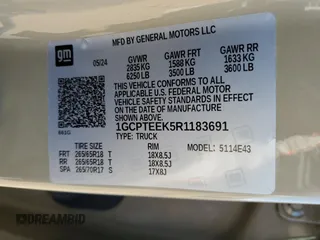 gm
MFD BY GENERAL MOTORS LLC
05/24 GVWR GAWR FRT GAWR RR
2835 KG 1588 KG 1633 KG
6250 LB 3500 LB 3600 LB
THIS VEHICLE CONFORMS TO ALL
APPLICABLE U.S. FEDERAL MOTOR
VEHICLE SAFETY STANDARDS IN
EFFECT ON THE DATE OF
MANUFACTURE SHOWN ABOVE.
1GCPTEEK5R1183691
TYPE: TRUCK
TIRE SIZE RIM MODEL: 5114E43
FRT 265/65R18 T 18X8.5J
RR 265/65R18 T 18X8.5J
SPA 265/70R17 S 17X8J
DREAMBID